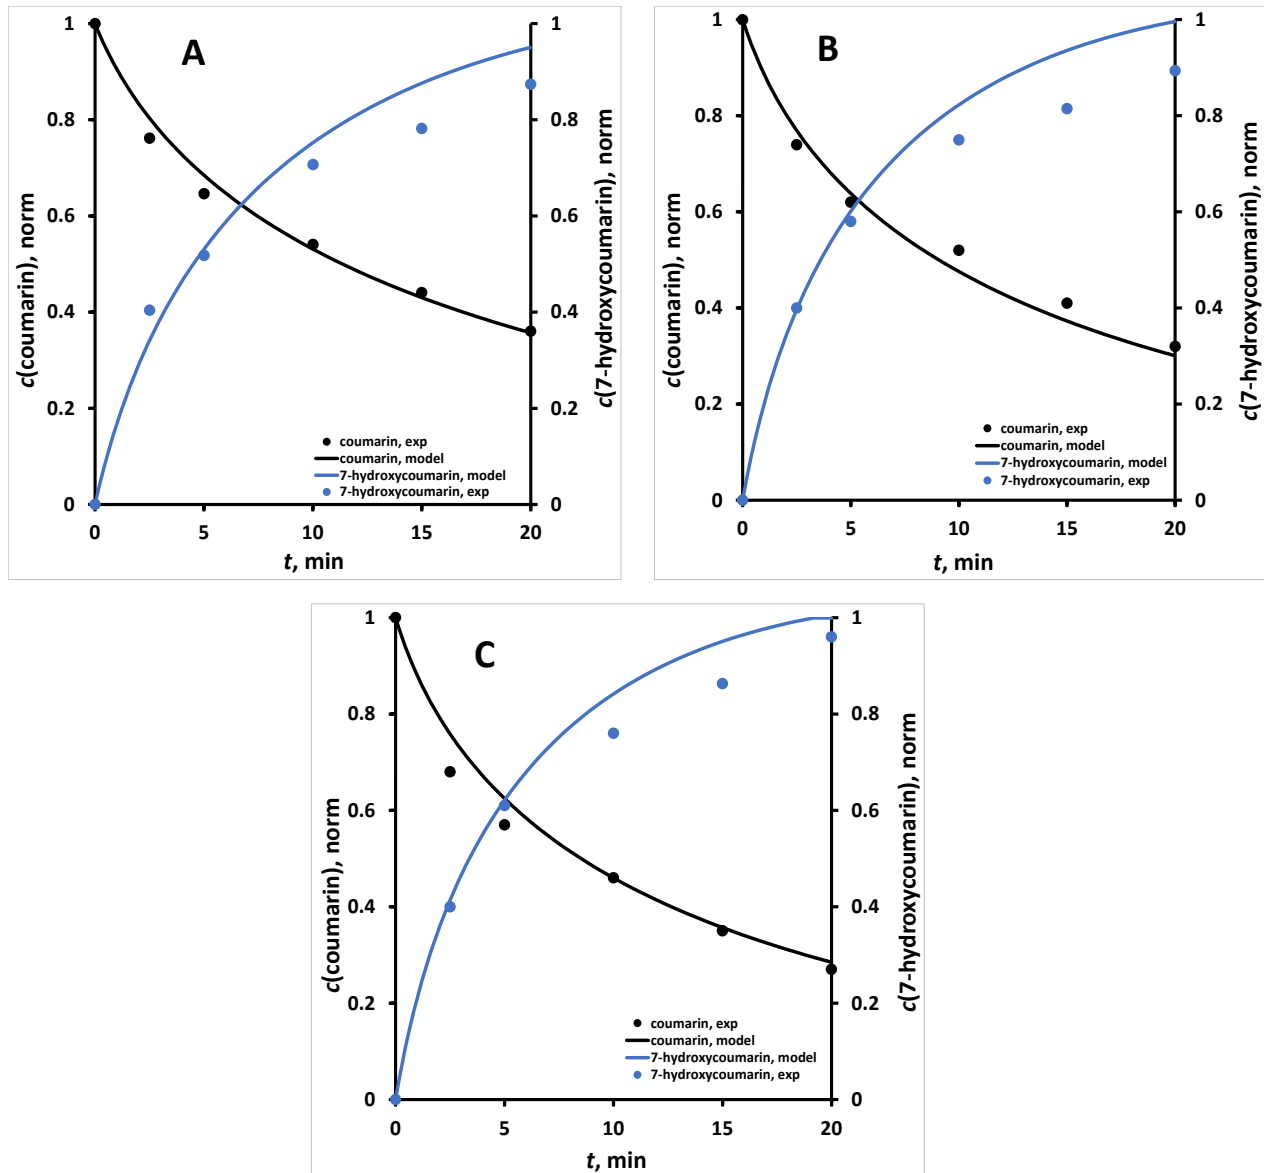 A
1
0.8
0.6
0.4
0.2
0
c(coumarin), norm
1
0.8
0.6
0.4
0.2
0
c(7-hydroxycoumarin), norm
coumarin, exp
coumarin, model
7-hydroxycoumarin, model
7-hydroxycoumarin, exp
0 5 10 15 20
t, min
B
1
0.8
0.6
0.4
0.2
0
c(coumarin), norm
1
0.8
0.6
0.4
0.2
0
c(7-hydroxycoumarin), norm
coumarin, exp
coumarin, model
7-hydroxycoumarin, model
7-hydroxycoumarin, exp
0 5 10 15 20
t, min
C
1
0.8
0.6
0.4
0.2
0
c(coumarin), norm
1
0.8
0.6
0.4
0.2
0
c(7-hydroxycoumarin), norm
coumarin, exp
coumarin, model
7-hydroxycoumarin, model
7-hydroxycoumarin, exp
0 5 10 15 20
t, min